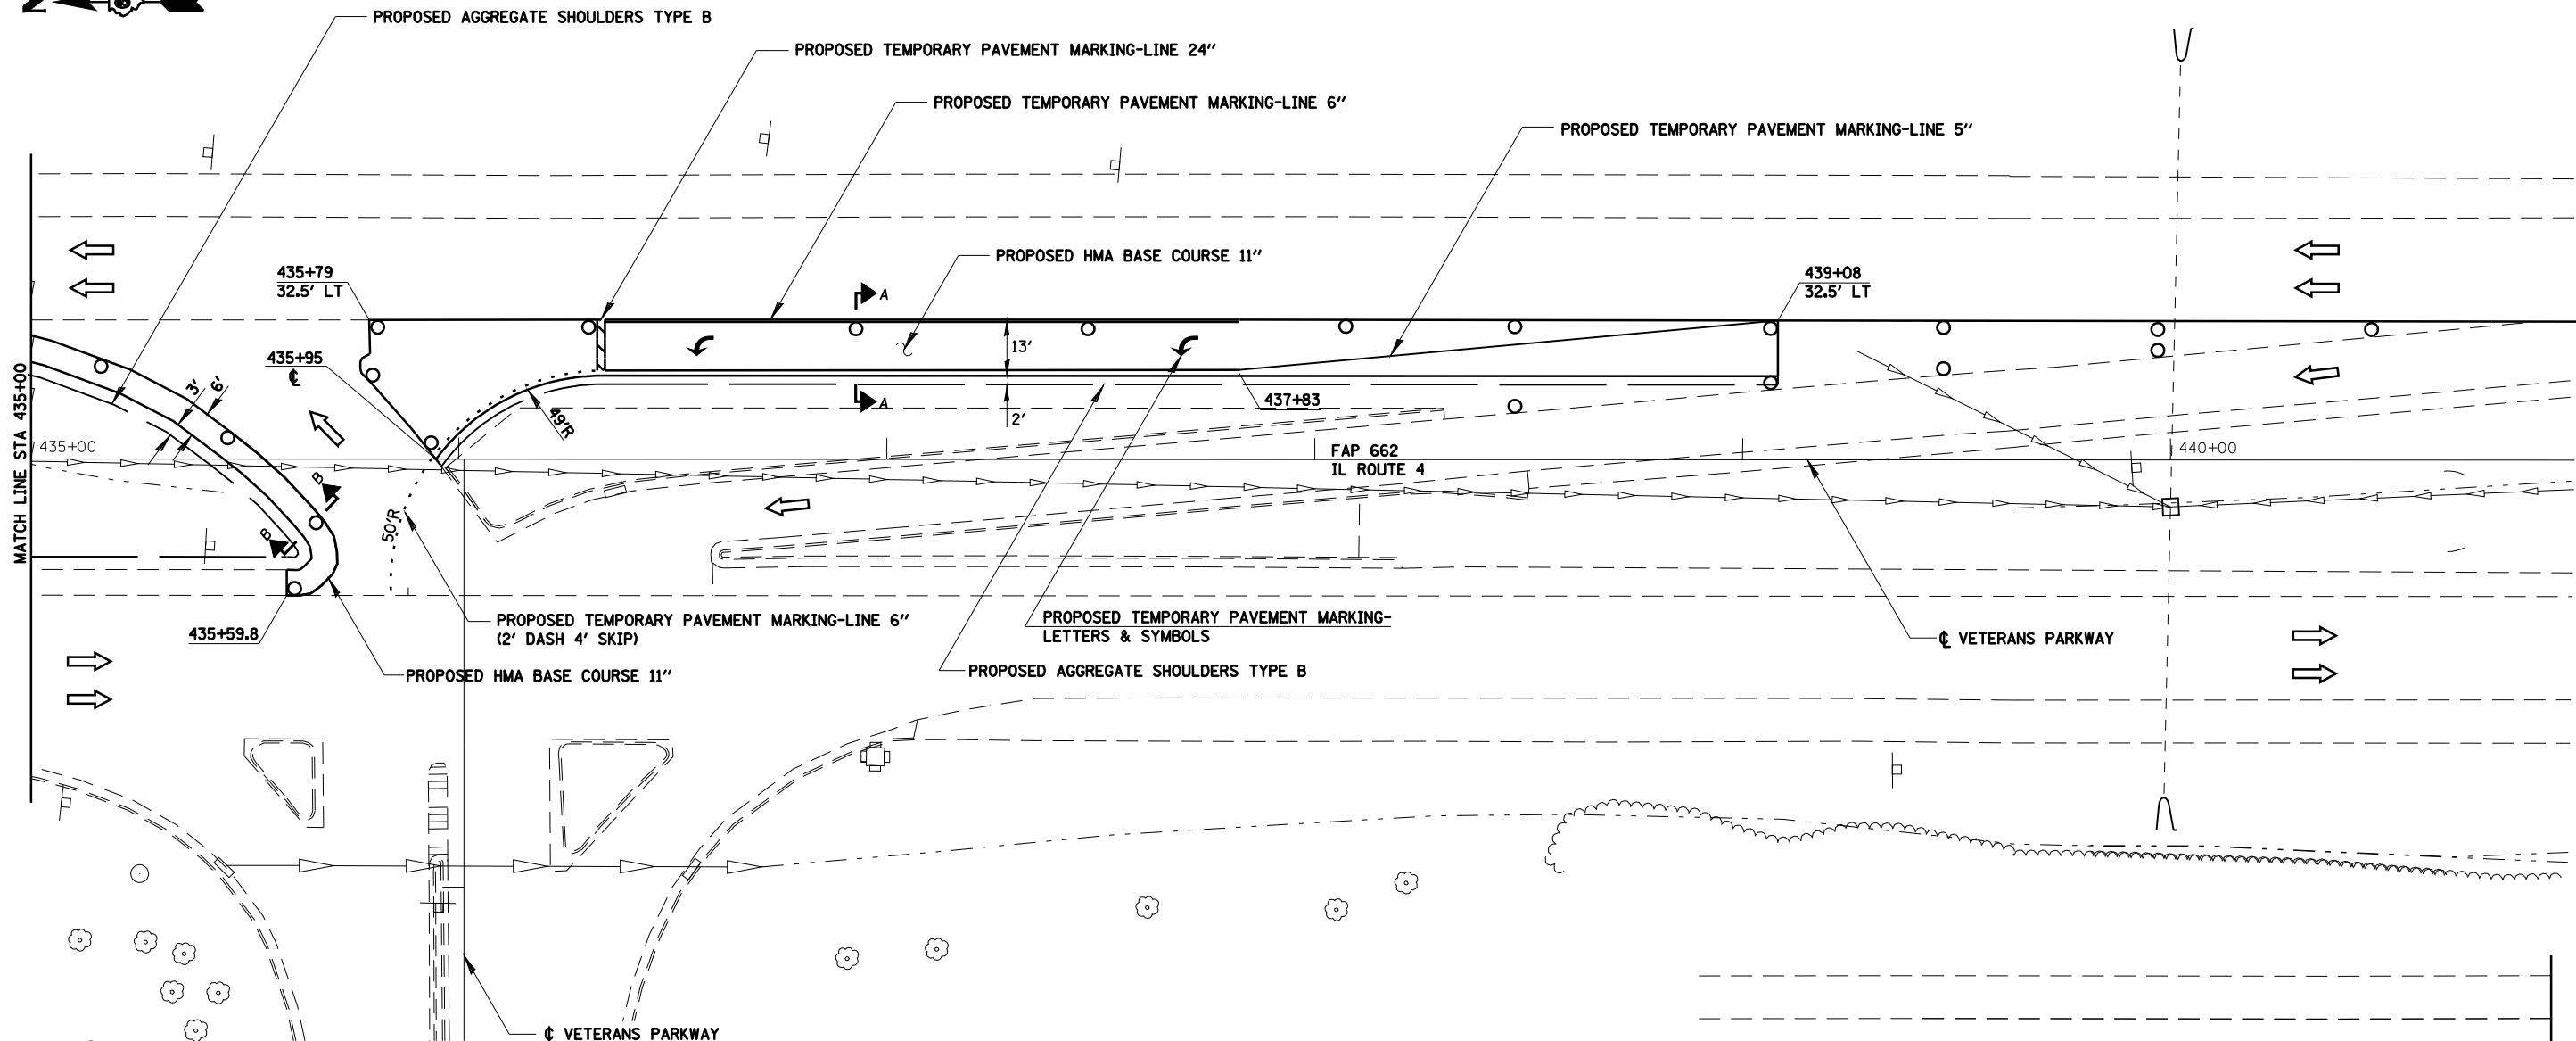 N
PROPOSED AGGREGATE SHOULDERS TYPE B
PROPOSED TEMPORARY PAVEMENT MARKING-LINE 24"
PROPOSED TEMPORARY PAVEMENT MARKING-LINE 6"
PROPOSED TEMPORARY PAVEMENT MARKING-LINE 5"
PROPOSED HMA BASE COURSE 11"
435+79
32.5' LT
439+08
32.5' LT
A
13'
435+95
℄
MATCH LINE STA 435+00
3'
6'
A
437+83
2'
49'R
435+00
FAP 662
IL ROUTE 4
440+00
B
B
50'R
435+59.8
PROPOSED TEMPORARY PAVEMENT MARKING-LINE 6"
(2' DASH 4' SKIP)
PROPOSED TEMPORARY PAVEMENT MARKING-
LETTERS & SYMBOLS
℄ VETERANS PARKWAY
PROPOSED HMA BASE COURSE 11"
PROPOSED AGGREGATE SHOULDERS TYPE B
℄ VETERANS PARKWAY